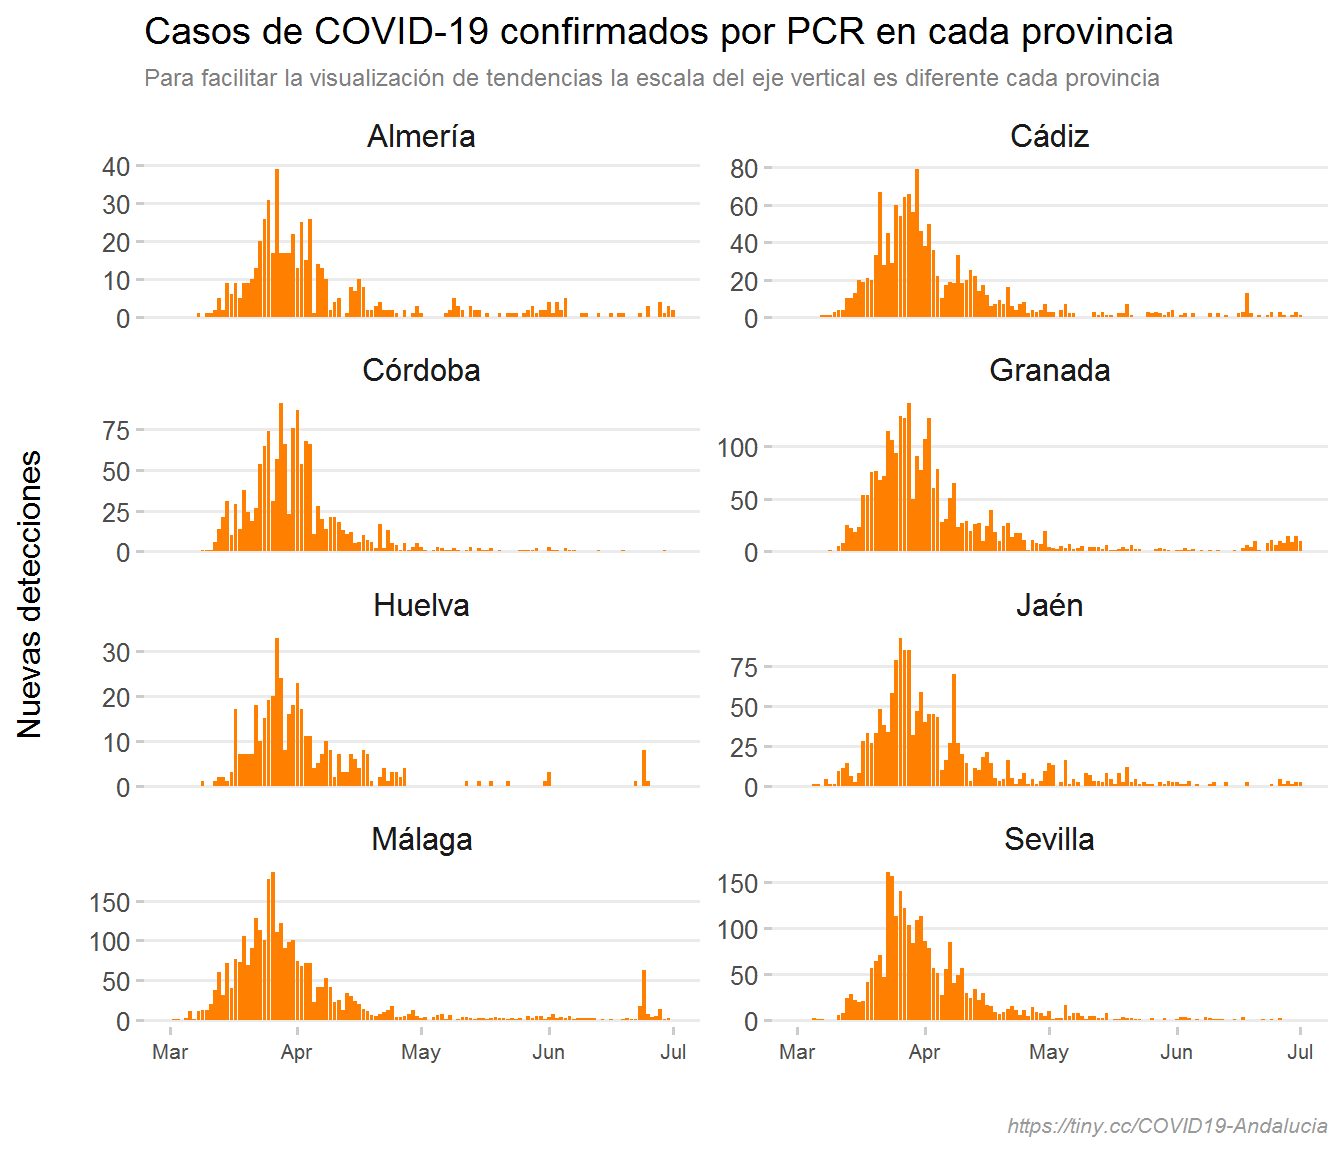 Casos de COVID-19 confirmados por PCR en cada provincia
Para facilitar la visualización de tendencias la escala del eje vertical es diferente cada provincia
Nuevas detecciones
Almería
40
30
20
10
0
Cádiz
80
60
40
20
0
Córdoba
75
50
25
0
Granada
100
50
0
Huelva
30
20
10
0
Jaén
75
50
25
0
Málaga
150
100
50
0
Mar Apr May Jun Jul
Sevilla
150
100
50
0
Mar Apr May Jun Jul
https://tiny.cc/COVID19-Andalucia